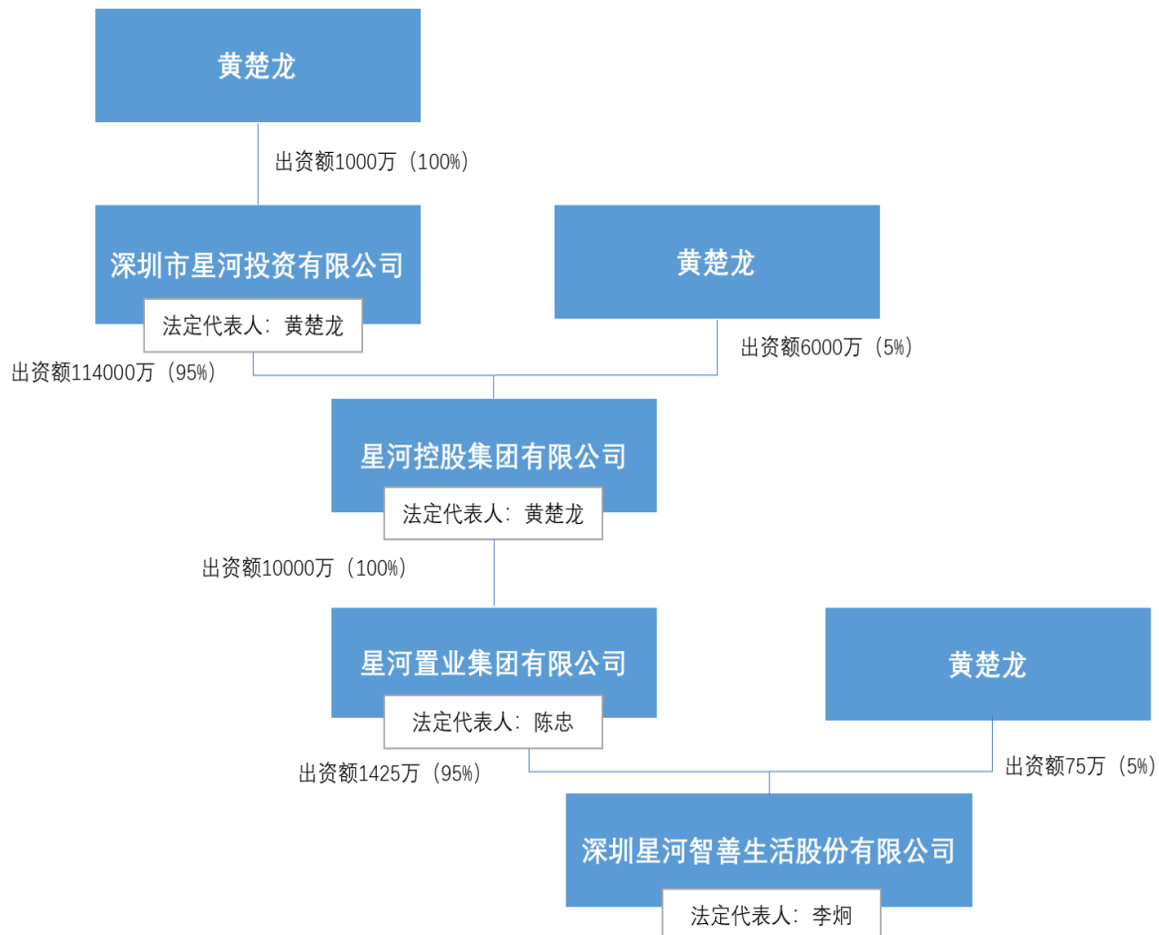 黄楚龙
出资额1000万（100%）
深圳市星河投资有限公司
黄楚龙
法定代表人：黄楚龙
出资额6000万（5%）
出资额114000万（95%）
星河控股集团有限公司
法定代表人：黄楚龙
出资额10000万（100%）
星河置业集团有限公司
黄楚龙
法定代表人：陈忠
出资额1425万（95%）
出资额75万（5%）
深圳星河智善生活股份有限公司
法定代表人：李炯